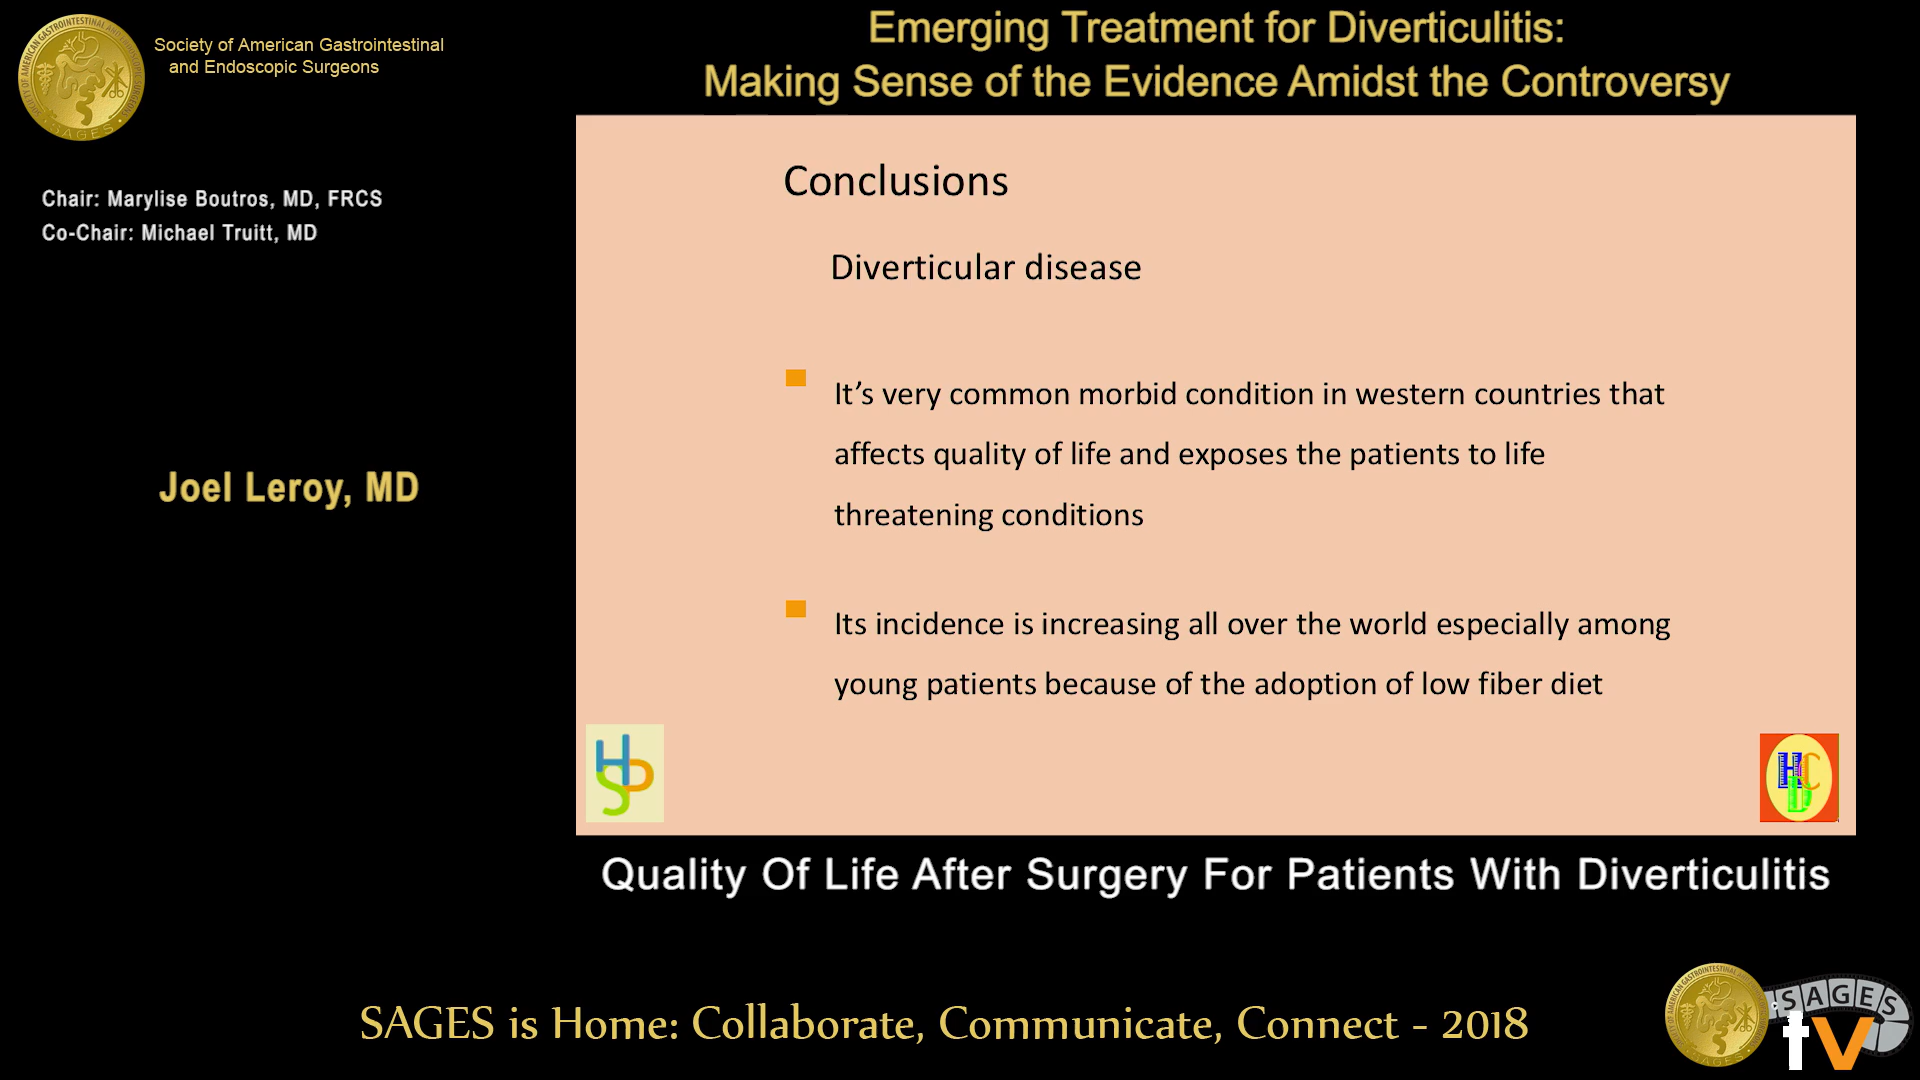 Society of American Gastrointestinal
and Endoscopic Surgeons
Emerging Treatment for Diverticulitis:
Making Sense of the Evidence Amidst the Controversy
Chair: Marylise Boutros, MD, FRCS
Co-Chair: Michael Truitt, MD
Joel Leroy, MD
Conclusions
Diverticular disease
It’s very common morbid condition in western countries that
affects quality of life and exposes the patients to life
threatening conditions
Its incidence is increasing all over the world especially among
young patients because of the adoption of low fiber diet
Quality Of Life After Surgery For Patients With Diverticulitis
SAGES is Home: Collaborate, Communicate, Connect - 2018
SAGES
tv